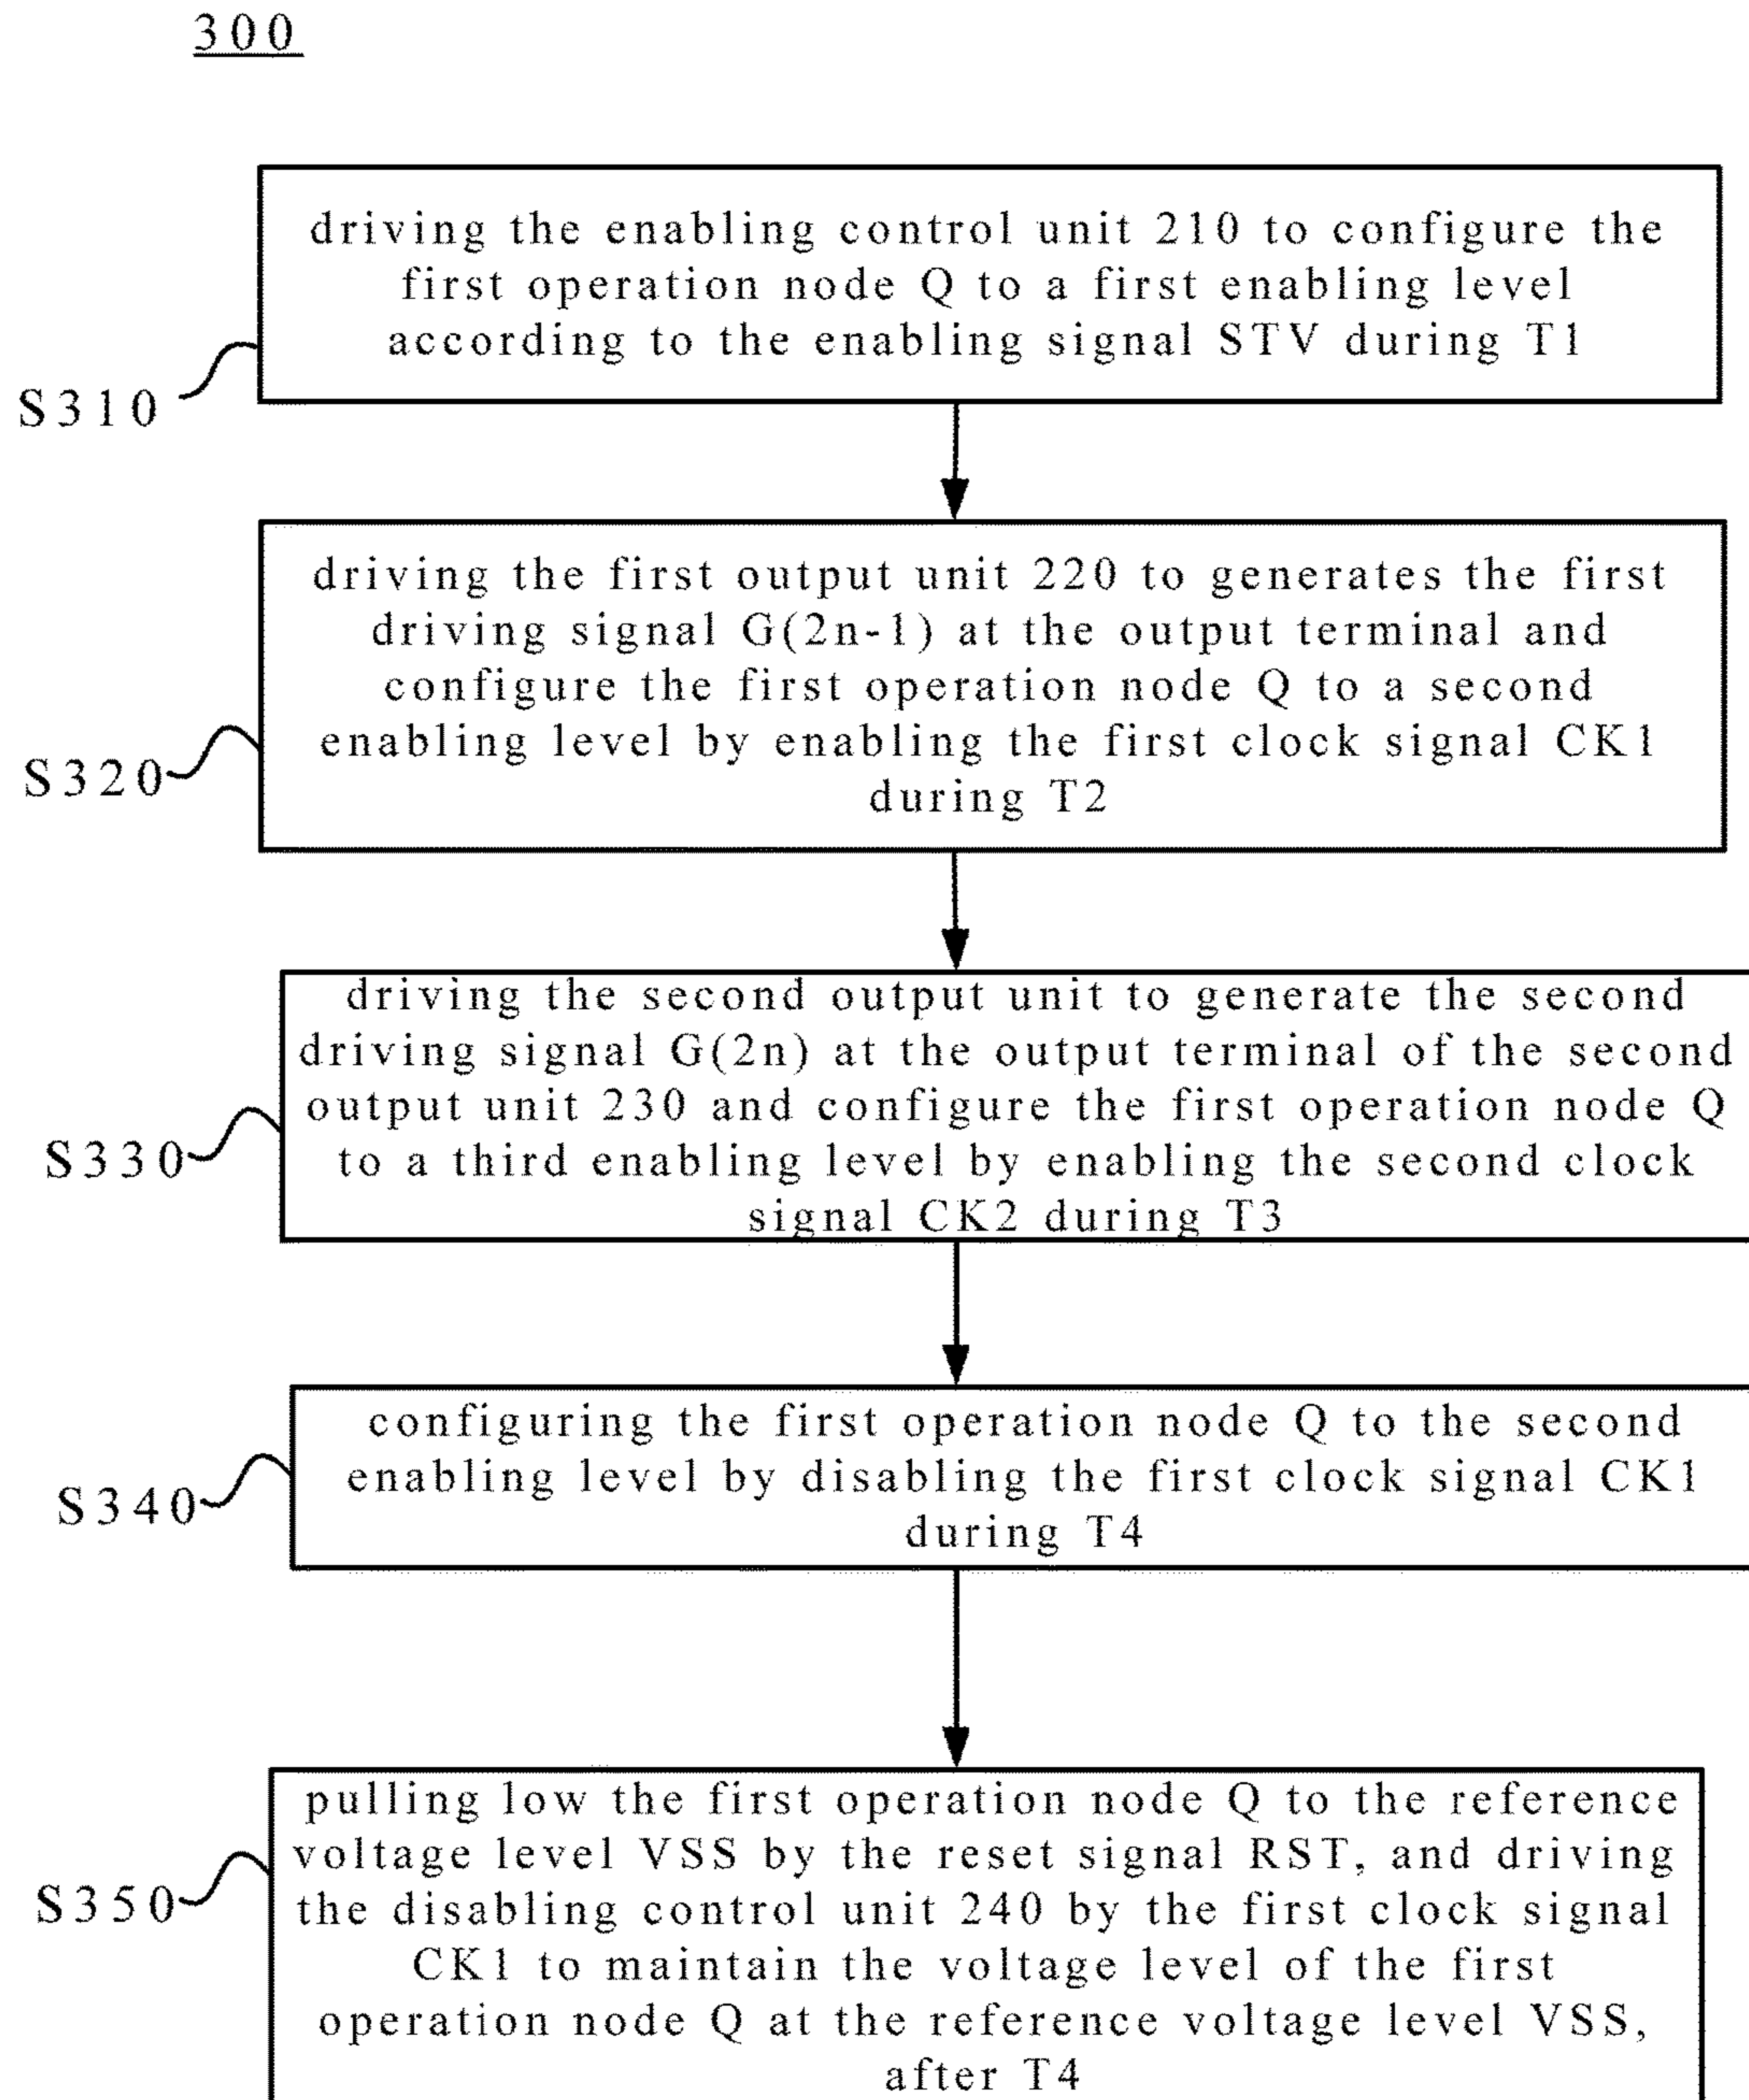 300
driving the enabling control unit 210 to configure the
first operation node Q to a first enabling level
according to the enabling signal STV during T1
S310
driving the first output unit 220 to generates the first
driving signal G(2n-1) at the output terminal and
configure the first operation node Q to a second
enabling level by enabling the first clock signal CK1
during T2
S320
driving the second output unit to generate the second
driving signal G(2n) at the output terminal of the second
output unit 230 and configure the first operation node Q
to a third enabling level by enabling the second clock
signal CK2 during T3
S330
configuring the first operation node Q to the second
enabling level by disabling the first clock signal CK1
during T4
S340
pulling low the first operation node Q to the reference
voltage level VSS by the reset signal RST, and driving
the disabling control unit 240 by the first clock signal
CK1 to maintain the voltage level of the first
operation node Q at the reference voltage level VSS,
after T4
S350